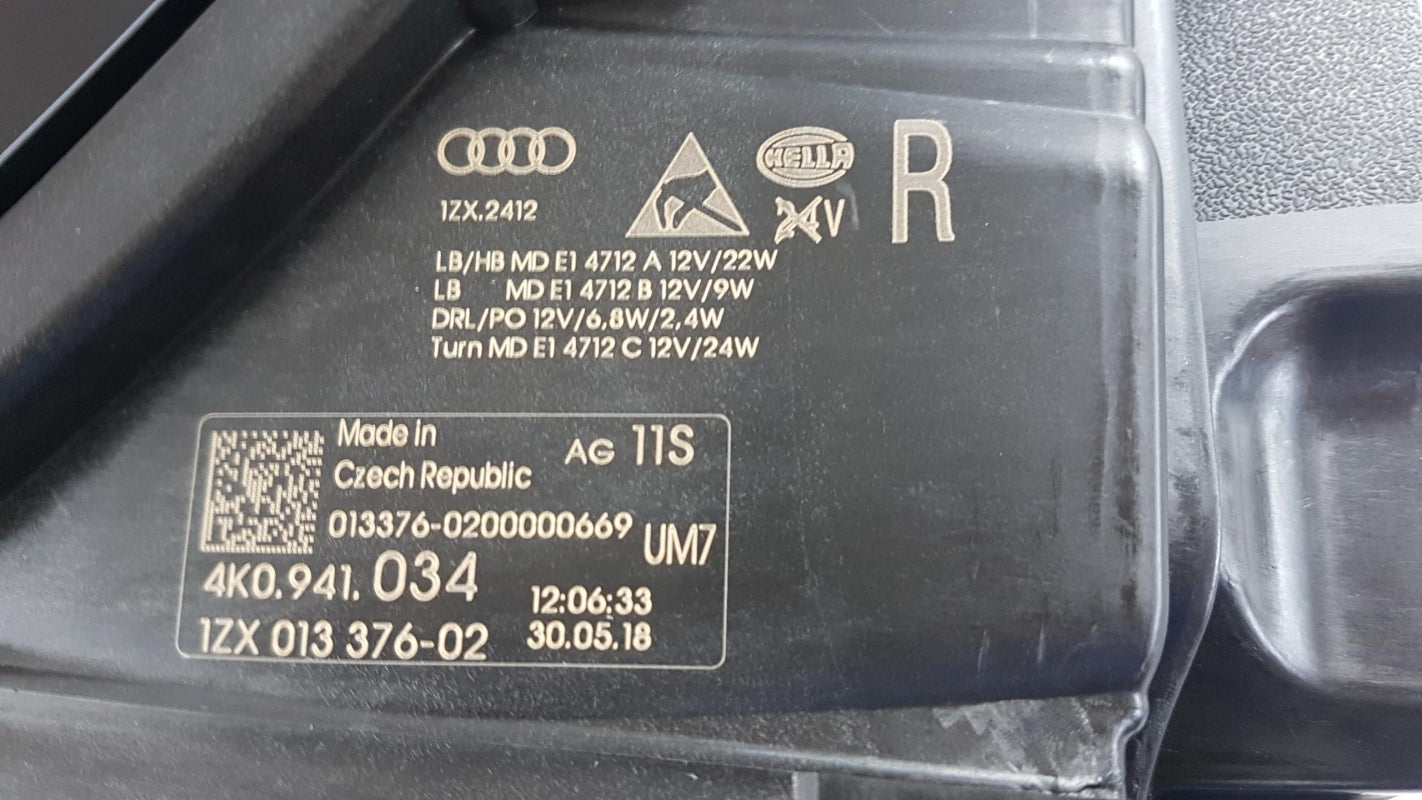 1ZX.2412
HELLA
24V
R
LB/HB MD E1 4712 A 12V/22W
LB MD E1 4712 B 12V/9W
DRL/PO 12V/6,8W/2,4W
Turn MD E1 4712 C 12V/24W
Made in
Czech Republic
AG 11S
013376-0200000669
UM7
4K0.941.034
12:06:33
1ZX 013 376-02
30.05.18